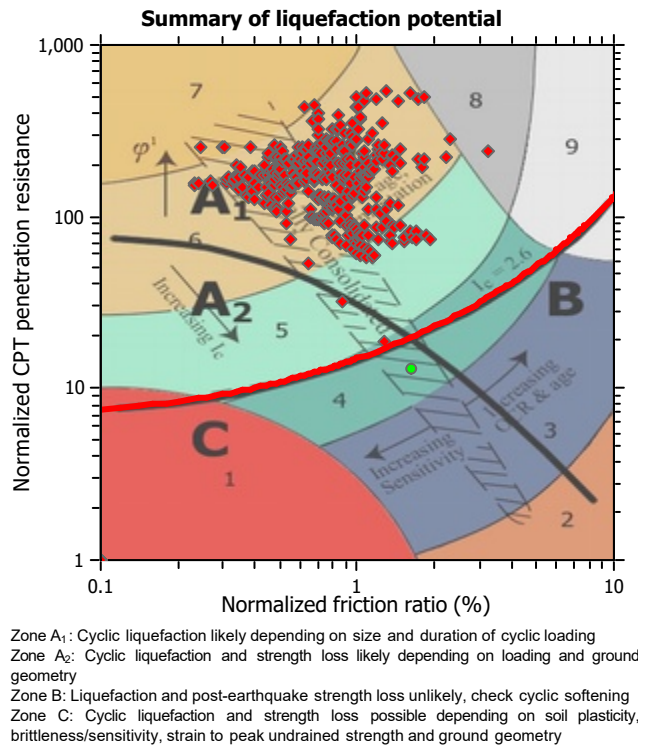 Summary of liquefaction potential
Normalized CPT penetration resistance
1,000
100
10
1
7
8
9
φ'
A1
6
A2
Increasing Ic
5
Consolidated
Ic = 2.6
B
4
Increasing
OCR & age
3
Increasing
Sensitivity
C
1
2
0.1
1
10
Normalized friction ratio (%)
Zone A1: Cyclic liquefaction likely depending on size and duration of cyclic loading
Zone A2: Cyclic liquefaction and strength loss likely depending on loading and ground
geometry
Zone B: Liquefaction and post-earthquake strength loss unlikely, check cyclic softening
Zone C: Cyclic liquefaction and strength loss possible depending on soil plasticity,
brittleness/sensitivity, strain to peak undrained strength and ground geometry